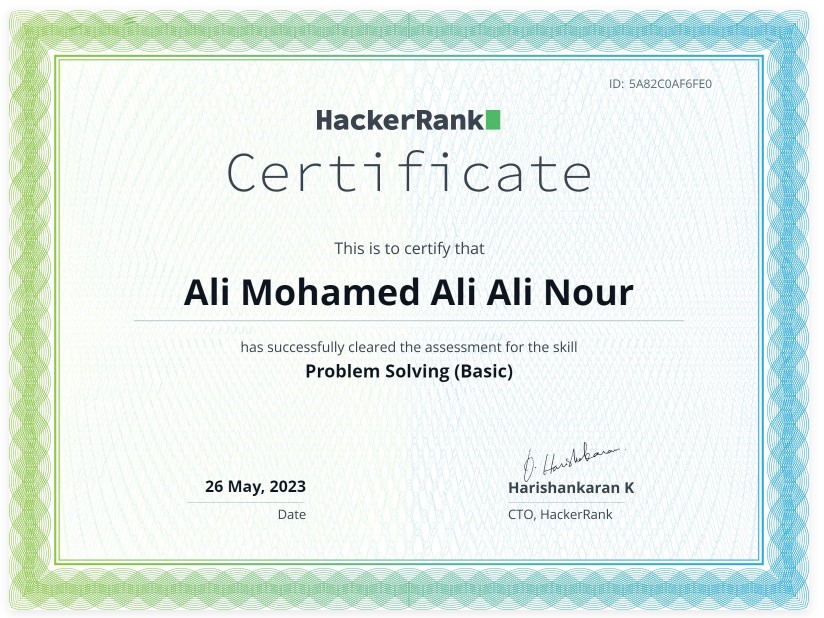 ID: 5A82C0AF6FE0
HackerRank
Certificate
This is to certify that
Ali Mohamed Ali Ali Nour
has successfully cleared the assessment for the skill
Problem Solving (Basic)
26 May, 2023
Date
D. Harishankaran
Harishankaran K
CTO, HackerRank